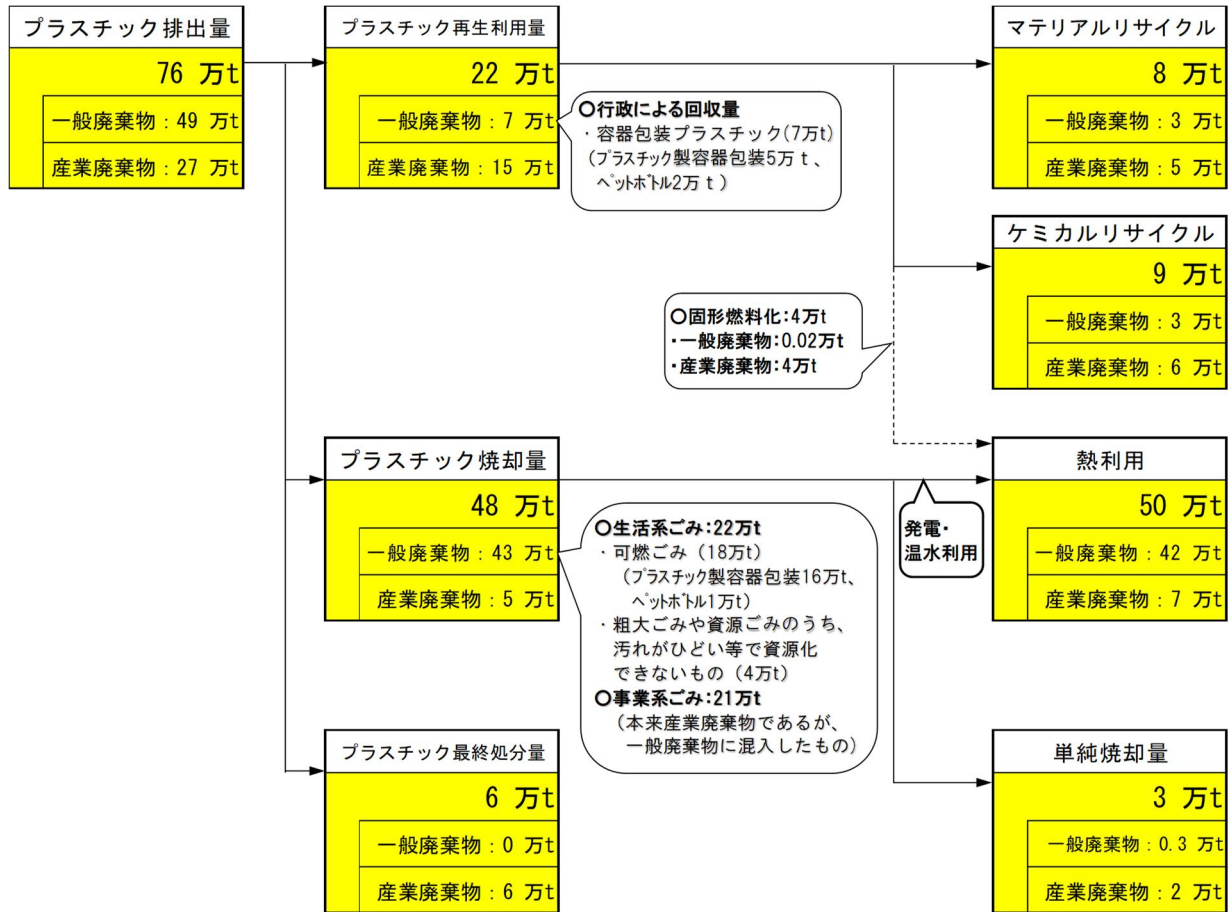 プラスチック排出量
76 万t
一般廃棄物：49 万t
産業廃棄物：27 万t
プラスチック再生利用量
22 万t
一般廃棄物：7 万t
産業廃棄物：15 万t
○行政による回収量
・容器包装プラスチック(7万t)
(プラスチック製容器包装5万ｔ、
ペットボトル2万ｔ)
マテリアルリサイクル
8 万t
一般廃棄物：3 万t
産業廃棄物：5 万t
ケミカルリサイクル
9 万t
一般廃棄物：3 万t
産業廃棄物：6 万t
○固形燃料化:4万t
・一般廃棄物:0.02万t
・産業廃棄物:4万t
プラスチック焼却量
48 万t
一般廃棄物：43 万t
産業廃棄物：5 万t
○生活系ごみ:22万t
・可燃ごみ（18万t）
（プラスチック製容器包装16万t、
ペットボトル1万t）
・粗大ごみや資源ごみのうち、
汚れがひどい等で資源化
できないもの（4万t）
○事業系ごみ:21万t
（本来産業廃棄物であるが、
一般廃棄物に混入したもの）
発電・
温水利用
熱利用
50 万t
一般廃棄物：42 万t
産業廃棄物：7 万t
プラスチック最終処分量
6 万t
一般廃棄物：0 万t
産業廃棄物：6 万t
単純焼却量
3 万t
一般廃棄物：0.3 万t
産業廃棄物：2 万t